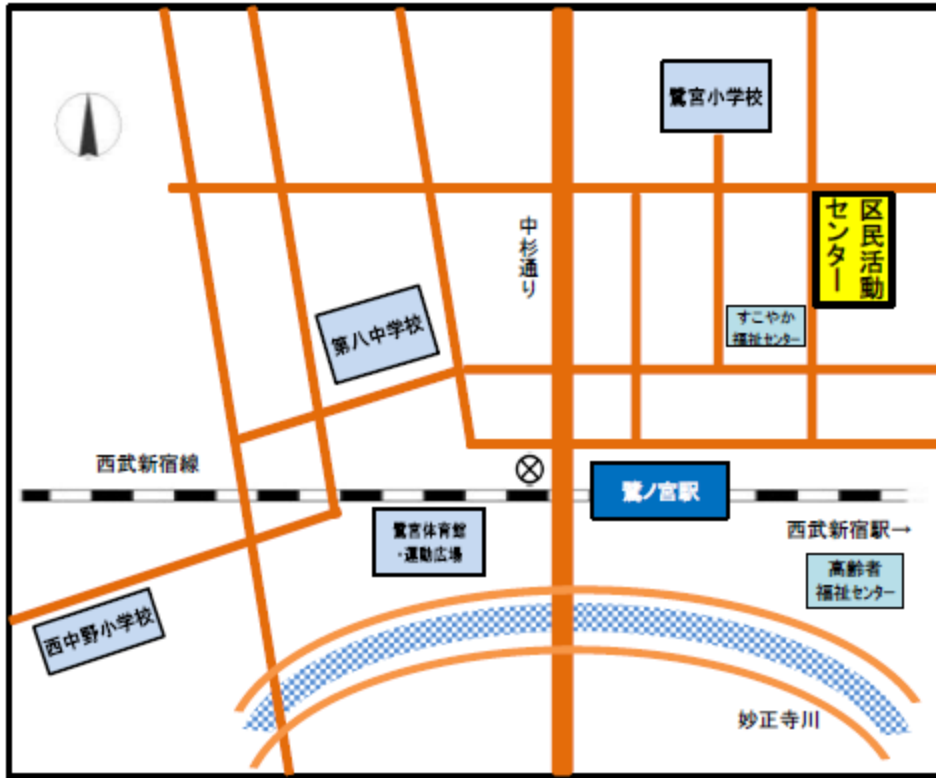 鷺宮小学校
中杉通り
区民活動
センター
すこやか
福祉センター
第八中学校
西武新宿線
鷺ノ宮駅
鷺宮体育館
・運動広場
西武新宿駅→
高齢者
福祉センター
西中野小学校
妙正寺川